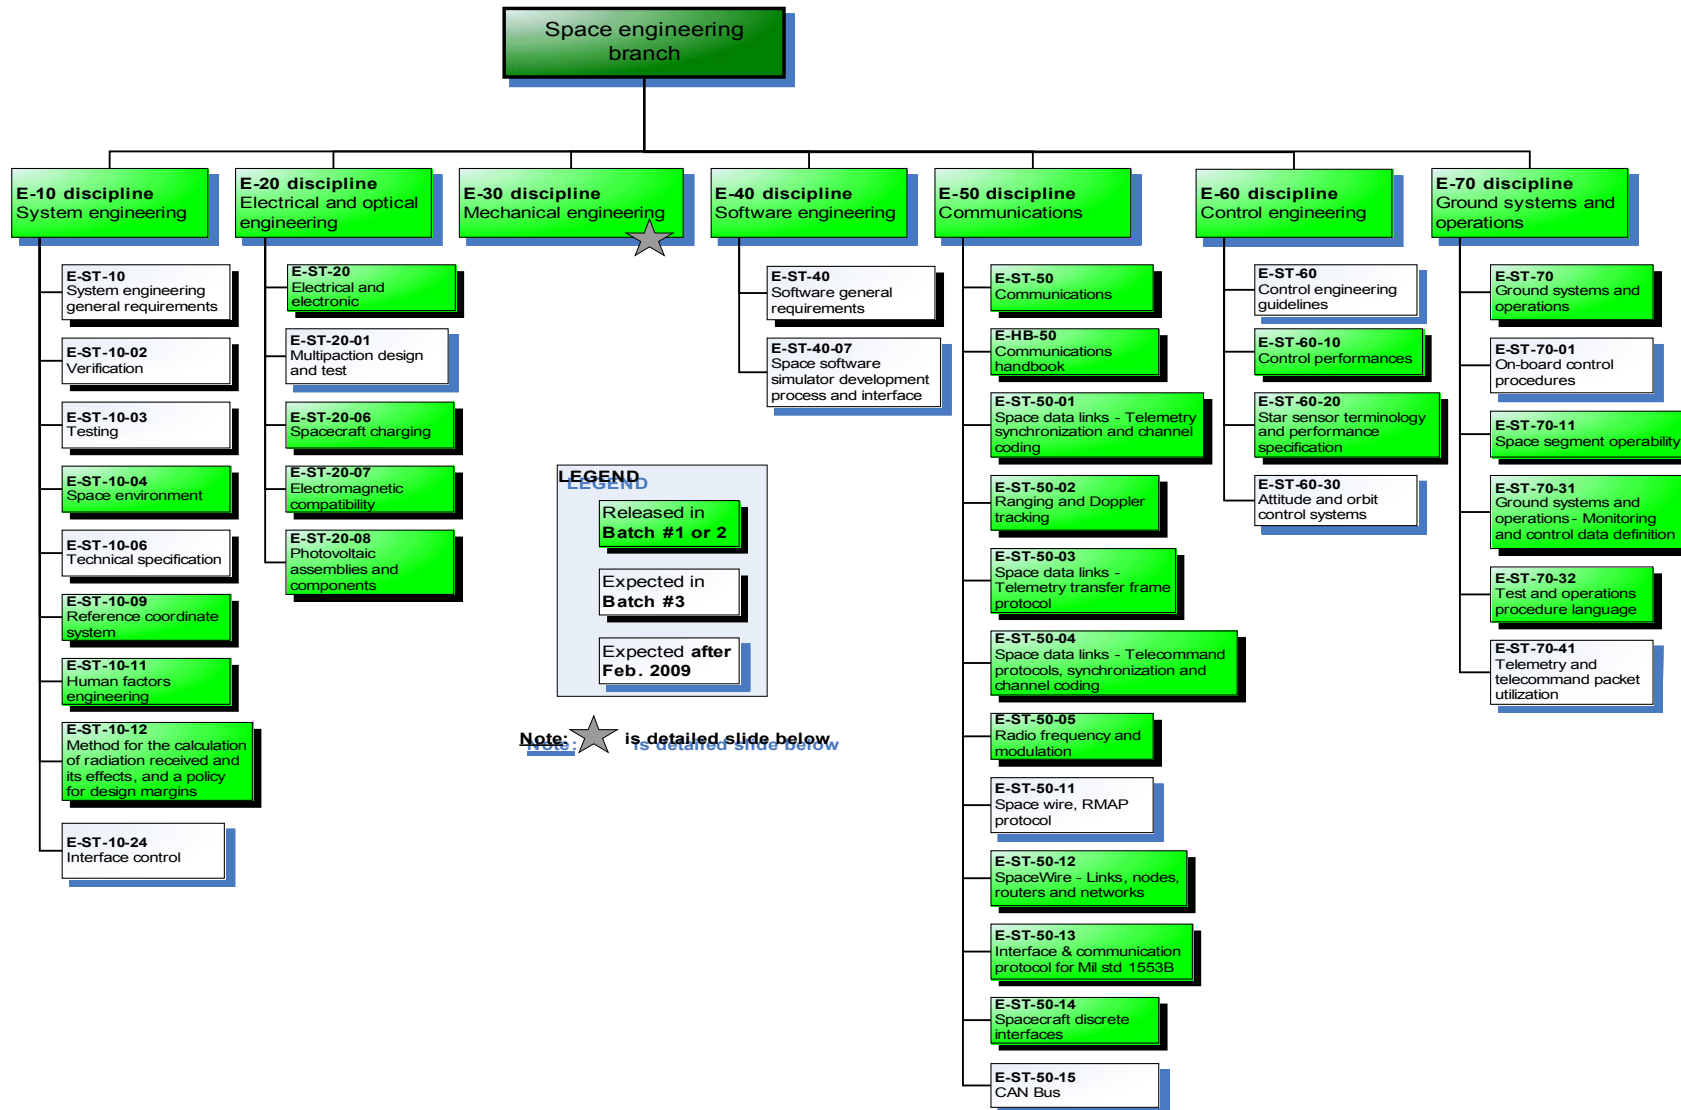 Space engineering
branch
E-10 discipline
System engineering
E-20 discipline
Electrical and optical
engineering
E-30 discipline
Mechanical engineering
E-40 discipline
Software engineering
E-50 discipline
Communications
E-60 discipline
Control engineering
E-70 discipline
Ground systems and
operations
E-ST-10
System engineering
general requirements
E-ST-10-02
Verification
E-ST-10-03
Testing
E-ST-10-04
Space environment
E-ST-10-06
Technical specification
E-ST-10-09
Reference coordinate
system
E-ST-10-11
Human factors
engineering
E-ST-10-12
Method for the calculation
of radiation received and
its effects, and a policy
for design margins
E-ST-10-24
Interface control
E-ST-20
Electrical and
electronic
E-ST-20-01
Multipaction design
and test
E-ST-20-06
Spacecraft charging
E-ST-20-07
Electromagnetic
compatibility
E-ST-20-08
Photovoltaic
assemblies and
components
LEGEND
Released in
Batch #1 or 2
Expected in
Batch #3
Expected after
Feb. 2009
Note: is detailed slide below
E-ST-40
Software general
requirements
E-ST-40-07
Space software
simulator development
process and interface
E-ST-50
Communications
E-HB-50
Communications
handbook
E-ST-50-01
Space data links - Telemetry
synchronization and channel
coding
E-ST-50-02
Ranging and Doppler
tracking
E-ST-50-03
Space data links -
Telemetry transfer frame
protocol
E-ST-50-04
Space data links - Telecommand
protocols, synchronization and
channel coding
E-ST-50-05
Radio frequency and
modulation
E-ST-50-11
Space wire, RMAP
protocol
E-ST-50-12
SpaceWire - Links, nodes,
routers and networks
E-ST-50-13
Interface & communication
protocol for Mil std 1553B
E-ST-50-14
Spacecraft discrete
interfaces
E-ST-50-15
CAN Bus
E-ST-60
Control engineering
guidelines
E-ST-60-10
Control performances
E-ST-60-20
Star sensor terminology
and performance
specification
E-ST-60-30
Attitude and orbit
control systems
E-ST-70
Ground systems and
operations
E-ST-70-01
On-board control
procedures
E-ST-70-11
Space segment operability
E-ST-70-31
Ground systems and
operations - Monitoring
and control data definition
E-ST-70-32
Test and operations
procedure language
E-ST-70-41
Telemetry and
telecommand packet
utilization